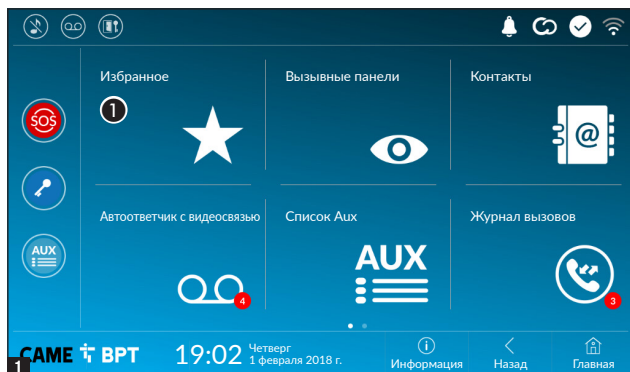 Избранное
Вызывные панели
Контакты
1
SOS
@
AUX
Автоответчик с видеосвязью
Список Aux
Журнал вызовов
AUX
4
3
CAME BPT
19:02
Четверг
1 февраля 2018 г.
Информация
Назад
Главная
1